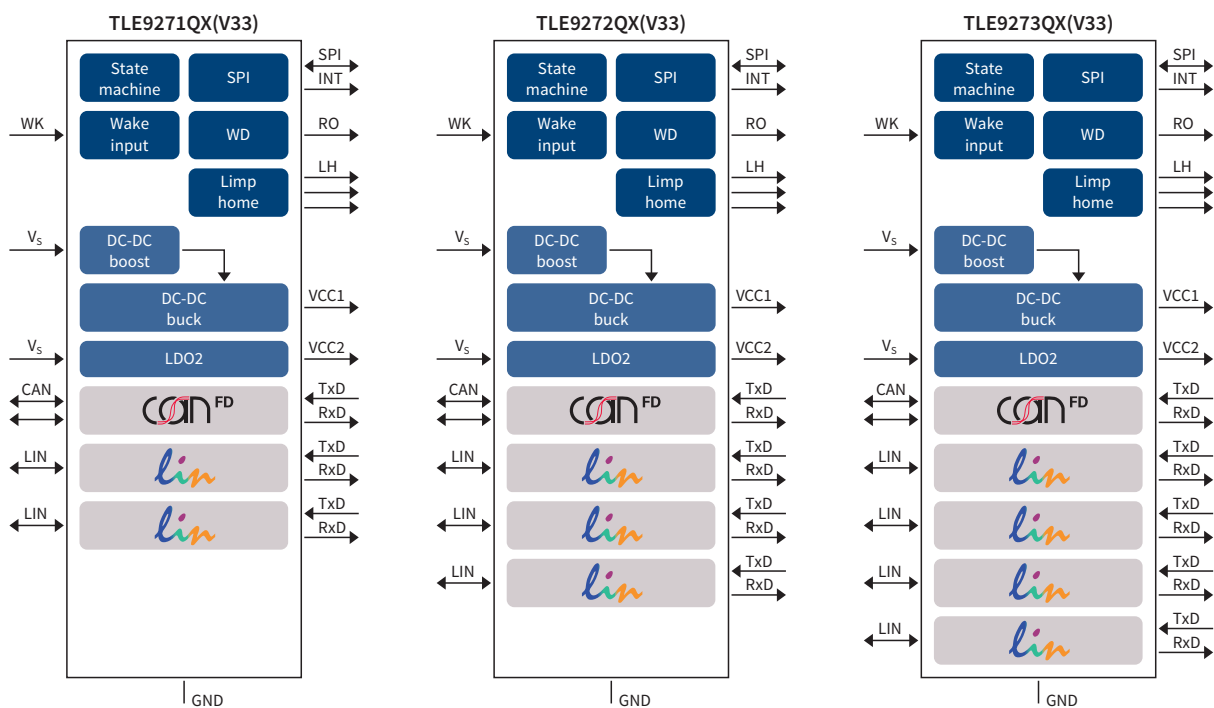 TLE9271QX(V33)
State
machine
SPI
SPI
INT
WK
Wake
input
WD
RO
Limp
home
LH
VS
DC-DC
boost
DC-DC
buck
VCC1
VS
LDO2
VCC2
CAN
CAN FD
TxD
RxD
LIN
lin
TxD
RxD
LIN
lin
TxD
RxD
GND
TLE9272QX(V33)
State
machine
SPI
SPI
INT
WK
Wake
input
WD
RO
Limp
home
LH
VS
DC-DC
boost
DC-DC
buck
VCC1
VS
LDO2
VCC2
CAN
CAN FD
TxD
RxD
LIN
lin
TxD
RxD
LIN
lin
TxD
RxD
LIN
lin
TxD
RxD
GND
TLE9273QX(V33)
State
machine
SPI
SPI
INT
WK
Wake
input
WD
RO
Limp
home
LH
VS
DC-DC
boost
DC-DC
buck
VCC1
VS
LDO2
VCC2
CAN
CAN FD
TxD
RxD
LIN
lin
TxD
RxD
LIN
lin
TxD
RxD
LIN
lin
TxD
RxD
LIN
lin
TxD
RxD
GND